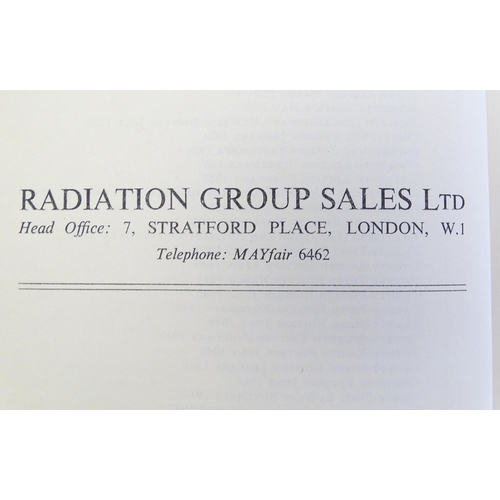 RADIATION GROUP SALES LTD
Head Office: 7, STRATFORD PLACE, LONDON, W.1
Telephone: MAYfair 6462